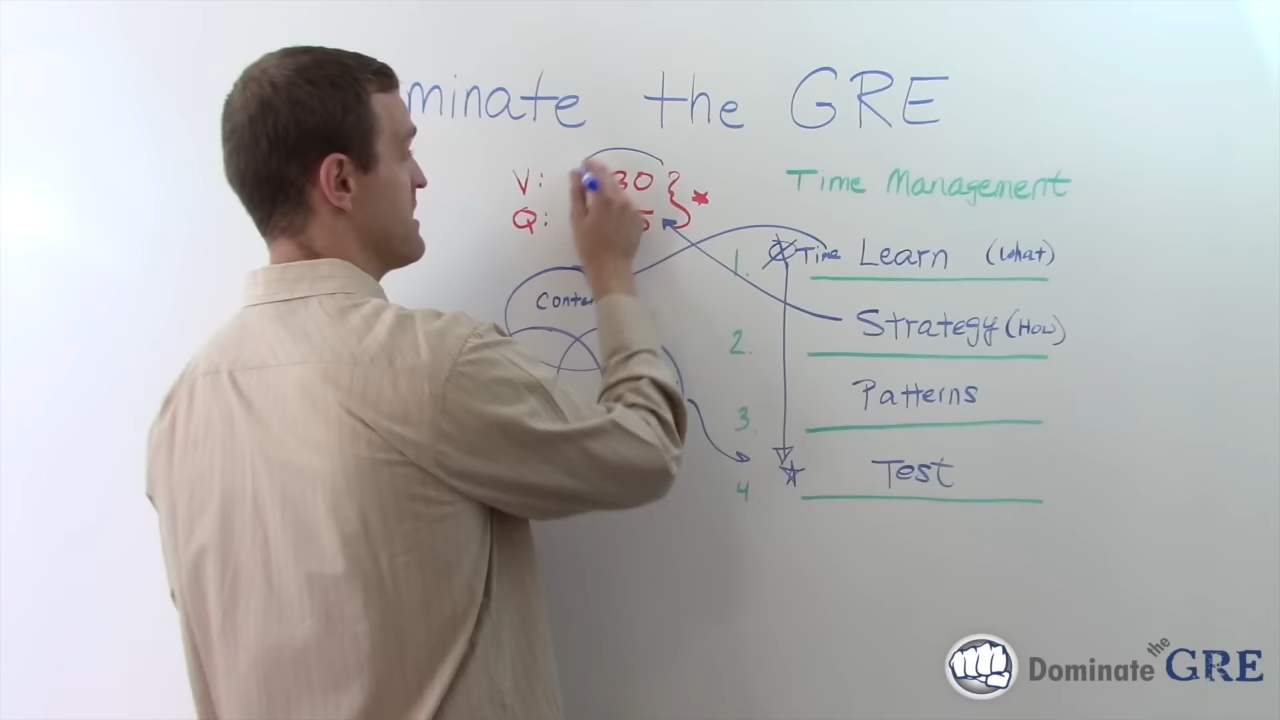 minate the GRE
V: 30
Q: 5
Time Management
1. Time Learn (What)
2. Strategy (How)
3. Patterns
4 Test
Dominate the GRE